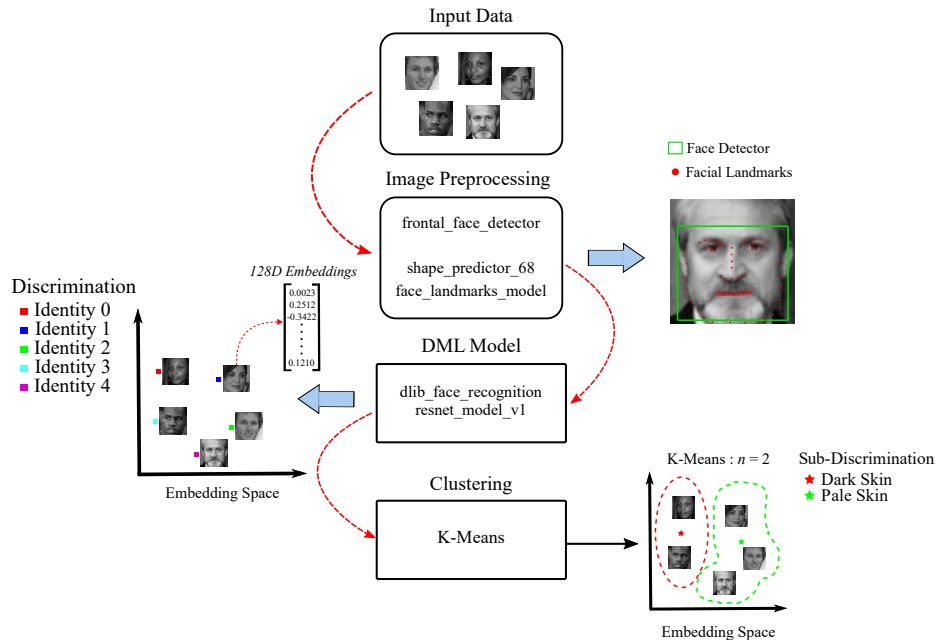 Input Data
Image Preprocessing
frontal_face_detector
shape_predictor_68
face_landmarks_model
Face Detector
Facial Landmarks
128D Embeddings
0.0023
0.2512
-0.3422
0.1210
Discrimination
Identity 0
Identity 1
Identity 2
Identity 3
Identity 4
Embedding Space
DML Model
dlib_face_recognition
resnet_model_v1
Clustering
K-Means
K-Means : n = 2
Sub-Discrimination
Dark Skin
Pale Skin
Embedding Space